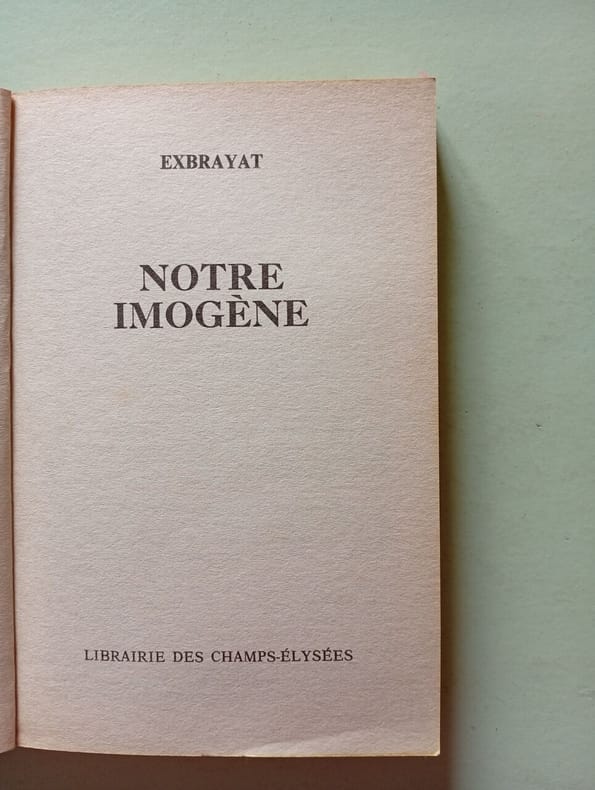 EXBRAYAT
NOTRE
IMOGÈNE
LIBRAIRIE DES CHAMPS-ÉLYSÉES